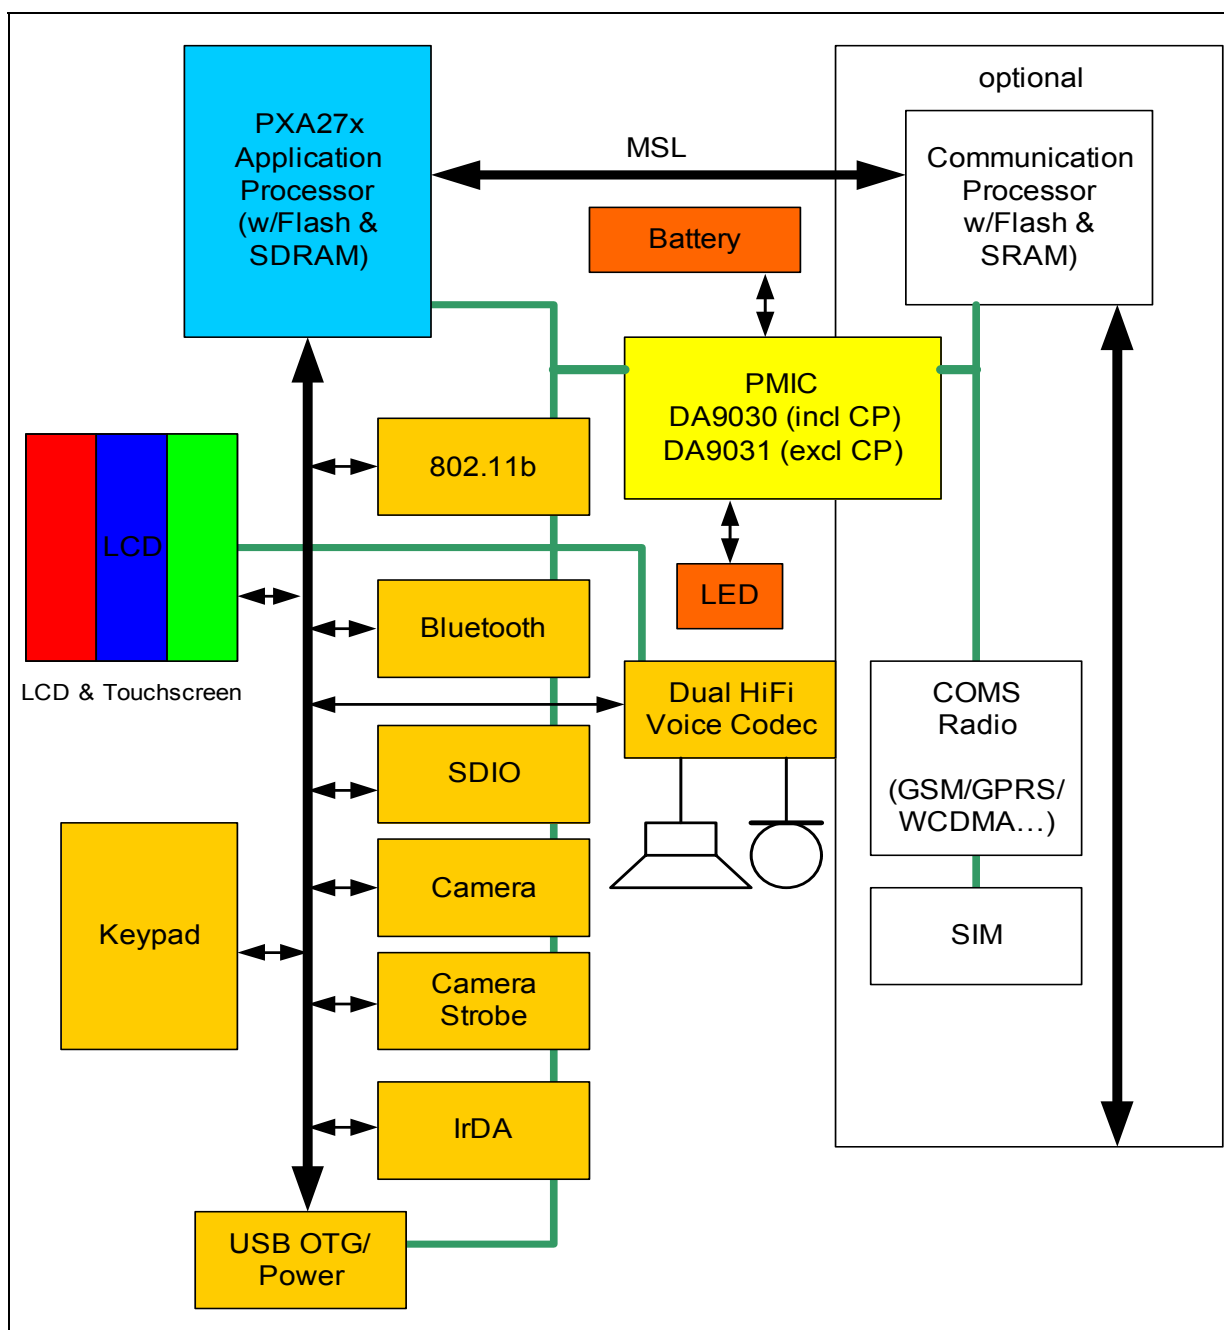 optional
PXA27x
Application
Processor
(w/Flash &
SDRAM)
MSL
Communication
Processor
w/Flash &
SRAM)
Battery
PMIC
DA9030 (incl CP)
DA9031 (excl CP)
802.11b
LCD
LED
Bluetooth
LCD & Touchscreen
Dual HiFi
Voice Codec
COMS
Radio
(GSM/GPRS/
WCDMA…)
SDIO
Camera
Keypad
SIM
Camera
Strobe
IrDA
USB OTG/
Power